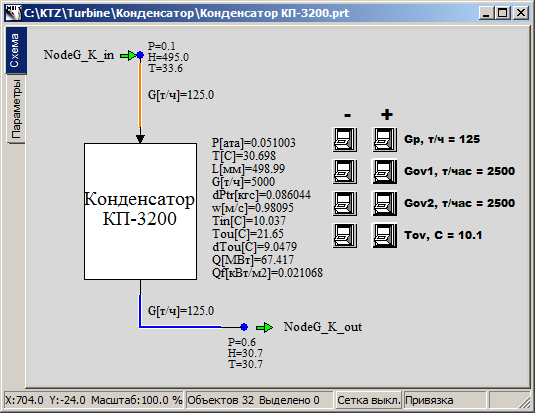 C:\KTZ\Turbine\Конденсатор\Конденсатор КП-3200.prt
Схема
Параметры
NodeG_K_in
P=0.1
H=495.0
T=33.6
G[т/ч]=125.0
Конденсатор
КП-3200
P[ата]=0.051003
T[C]=30.698
L[мм]=498.99
G[т/ч]=5000
dPtr[кгс]=0.086044
w[м/с]=0.98095
Tin[C]=10.037
Tou[C]=21.65
dTou[C]=9.0479
Q[МВт]=67.417
Qf[кВт/м2]=0.021068
- +
Gp, т/ч = 125
Gov1, т/час = 2500
Gov2, т/час = 2500
Tov, C = 10.1
G[т/ч]=125.0
NodeG_K_out
P=0.6
H=30.7
T=30.7
X:704.0 Y:-24.0 Масштаб:100.0 %
Объектов 32 Выделено 0
Сетка выкл.
Привязка